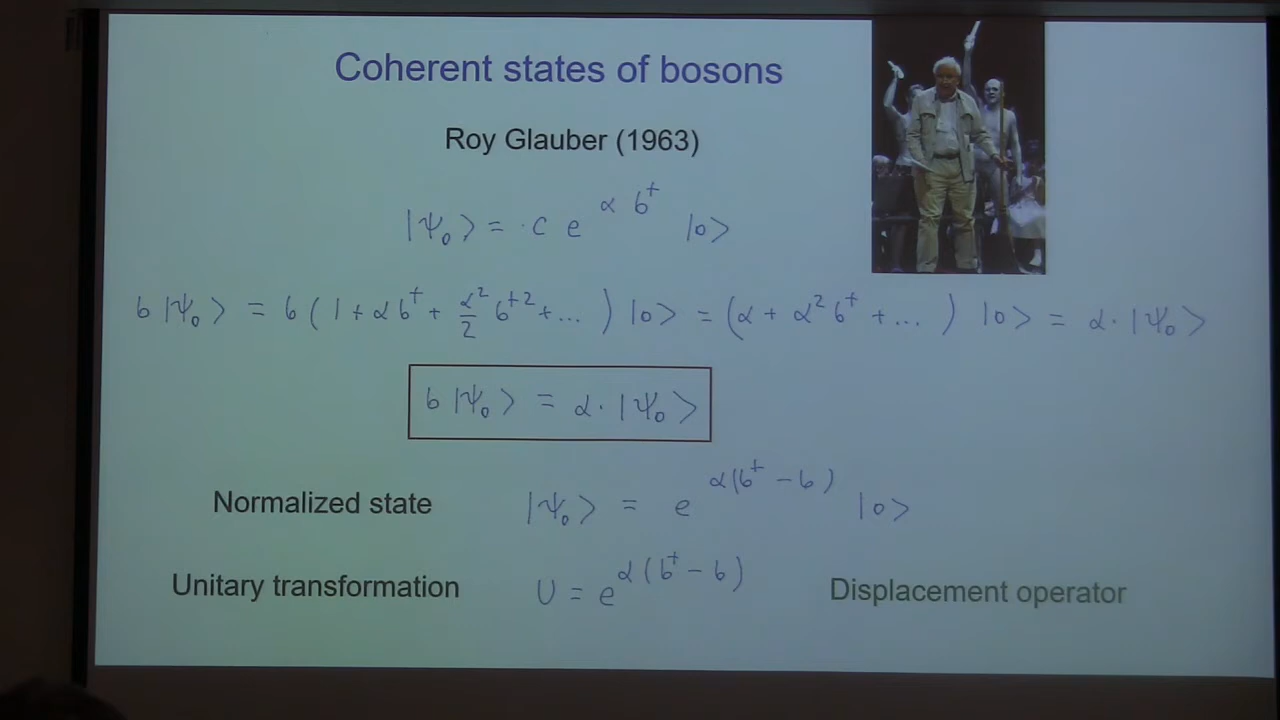 Coherent states of bosons
Roy Glauber (1963)
|Ψ₀⟩ = · c e^{α b†} |0⟩
b |Ψ₀⟩ = b ( 1 + α b† + α²/2 b†² + ... ) |0⟩ = (α + α² b† + ... ) |0⟩ = α · |Ψ₀⟩
b |Ψ₀⟩ = α · |Ψ₀⟩
Normalized state |Ψ₀⟩ = e^{α(b† − b)} |0⟩
Unitary transformation U = e^{α(b† − b)} Displacement operator